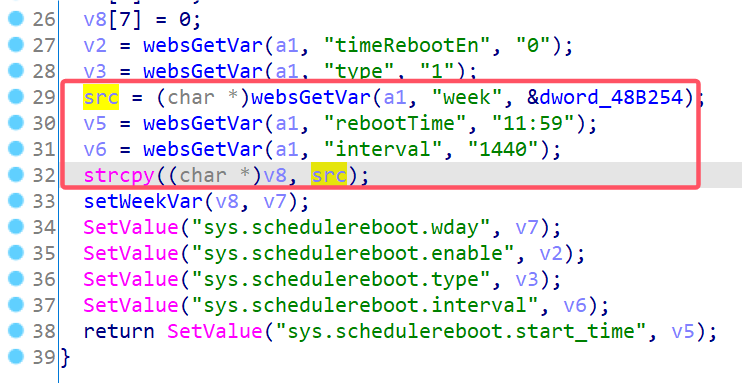 26 v8[7] = 0;
27 v2 = websGetVar(a1, "timeRebootEn", "0");
28 v3 = websGetVar(a1, "type", "1");
29 src = (char *)websGetVar(a1, "week", &dword_48B254);
30 v5 = websGetVar(a1, "rebootTime", "11:59");
31 v6 = websGetVar(a1, "interval", "1440");
32 strcpy((char *)v8, src);
33 setWeekVar(v8, v7);
34 SetValue("sys.schedulereboot.wday", v7);
35 SetValue("sys.schedulereboot.enable", v2);
36 SetValue("sys.schedulereboot.type", v3);
37 SetValue("sys.schedulereboot.interval", v6);
38 return SetValue("sys.schedulereboot.start_time", v5);
39 }